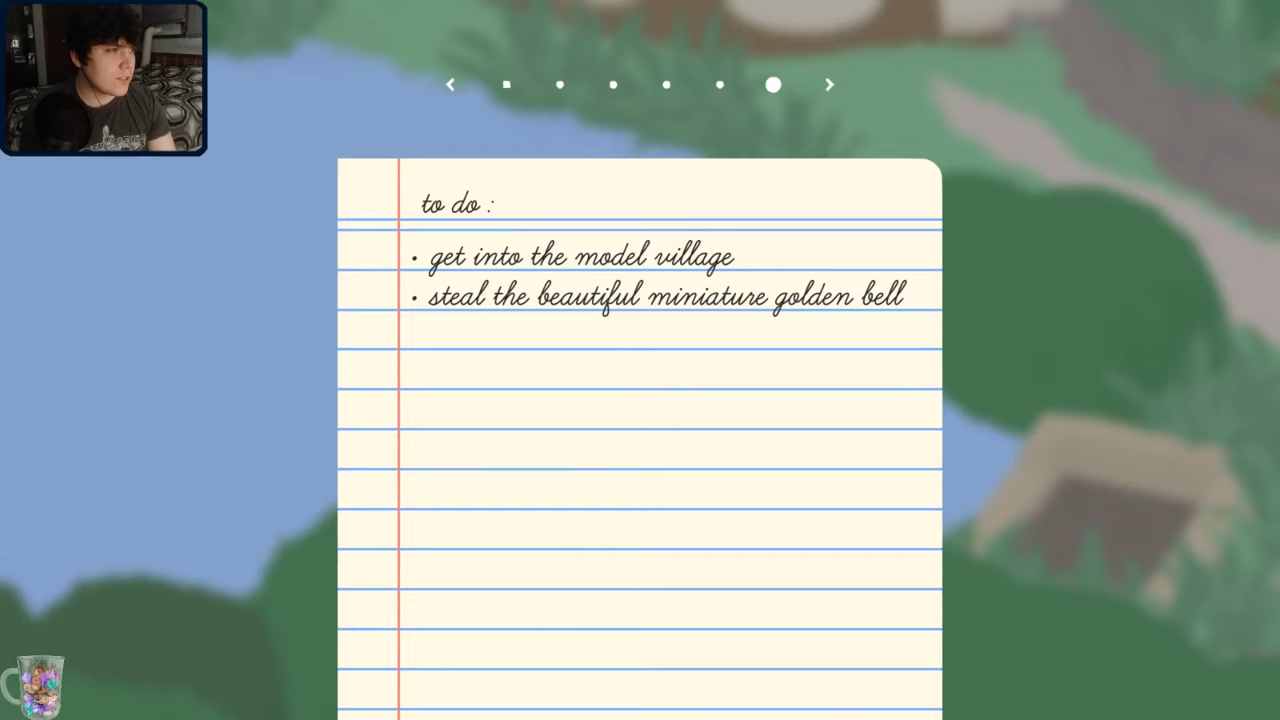 to do :
• get into the model village
• steal the beautiful miniature golden bell